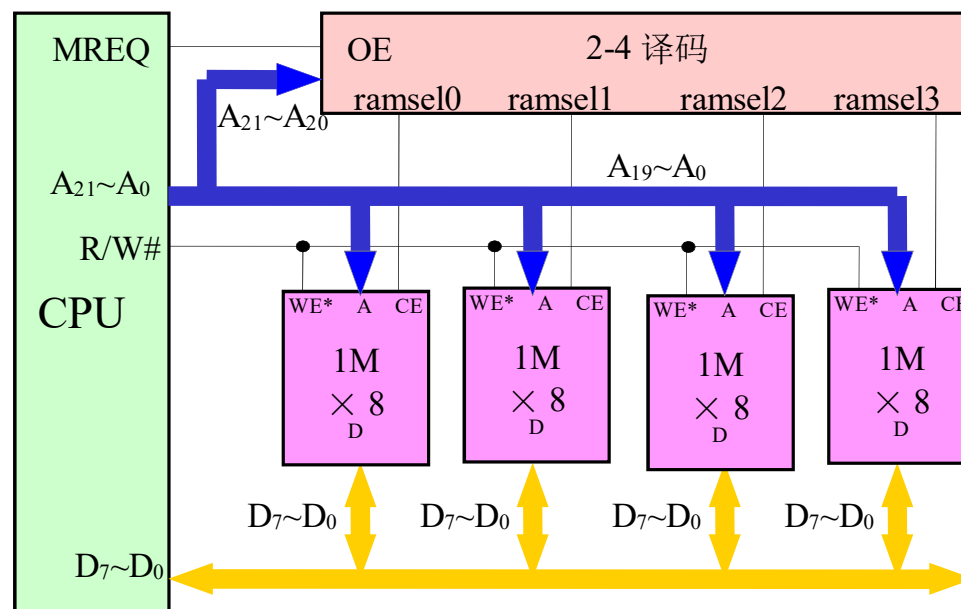 MREQ
OE
2-4 译码
ramsel0 ramsel1 ramsel2 ramsel3
A₂₁~A₂₀
A₂₁~A₀
A₁₉~A₀
R/W#
CPU
WE* A CE
1M
× 8
D
WE* A CE
1M
× 8
D
WE* A CE
1M
× 8
D
WE* A CE
1M
× 8
D
D₇~D₀ D₇~D₀ D₇~D₀ D₇~D₀
D₇~D₀